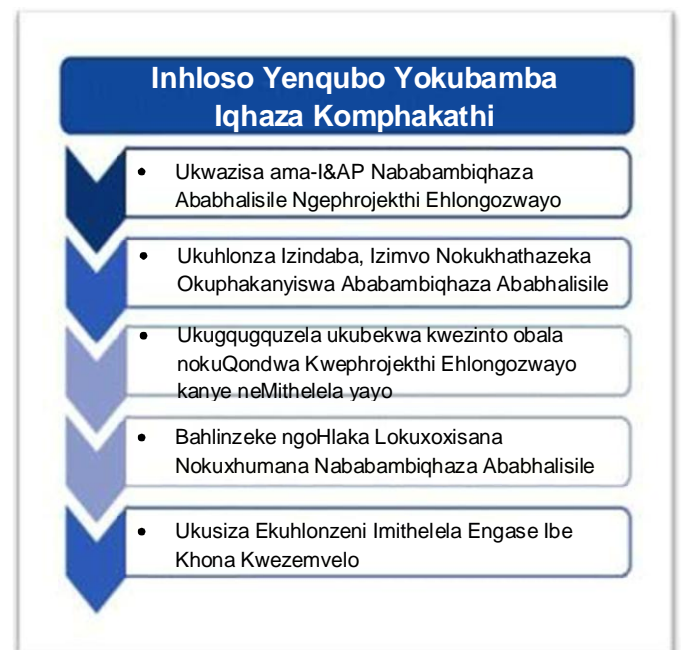 Inhloso Yenqubo Yokubamba
Iqhaza Komphakathi
• Ukwazisa ama-I&AP Nababambiqhaza
Ababhalisile Ngephrojekthi Ehlongozwayo
• Ukuhlonza Izindaba, Izimvo Nokukhathazeka
Okuphakanyiswa Ababambiqhaza Ababhalisile
• Ukugqugquzela ukubekwa kwezinto obala
nokuQondwa Kwephrojekthi Ehlongozwayo
kanye neMithelela yayo
• Bahlinzeke ngoHlaka Lokuxoxisana
Nokuxhumana Nababambiqhaza Ababhalisile
• Ukusiza Ekuhlonzeni Imithelela Engase Ibe
Khona Kwezemvelo